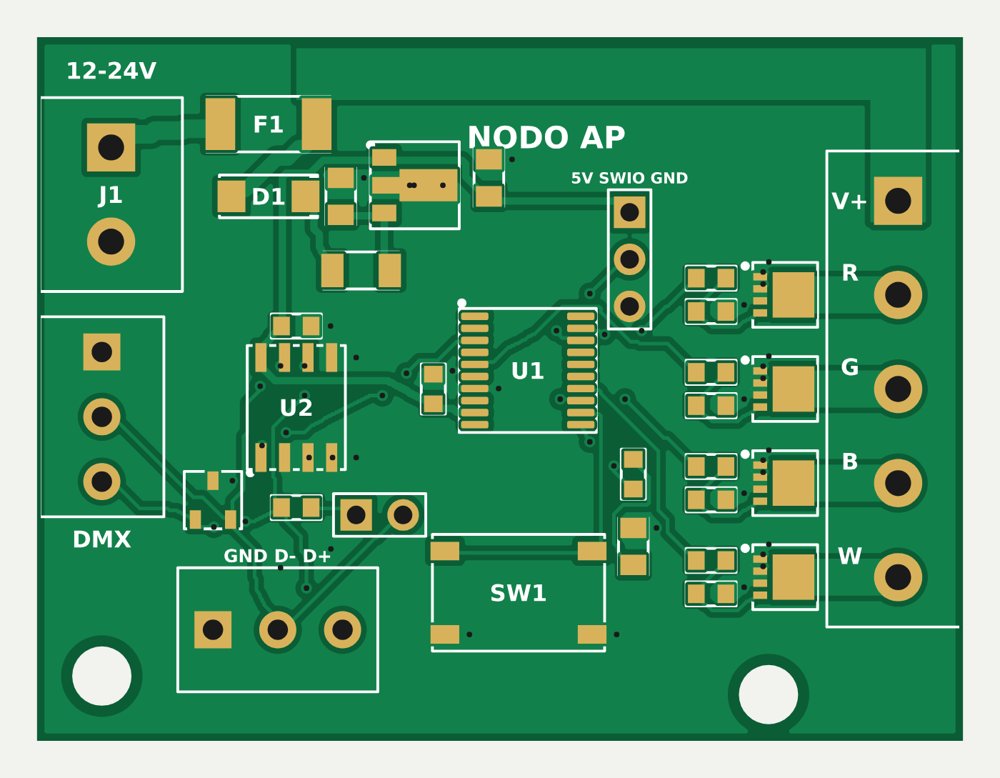 12-24V
F1
NODO AP
5V SWIO GND
J1
D1
V+
R
G
U1
U2
B
DMX
GND D- D+
W
SW1